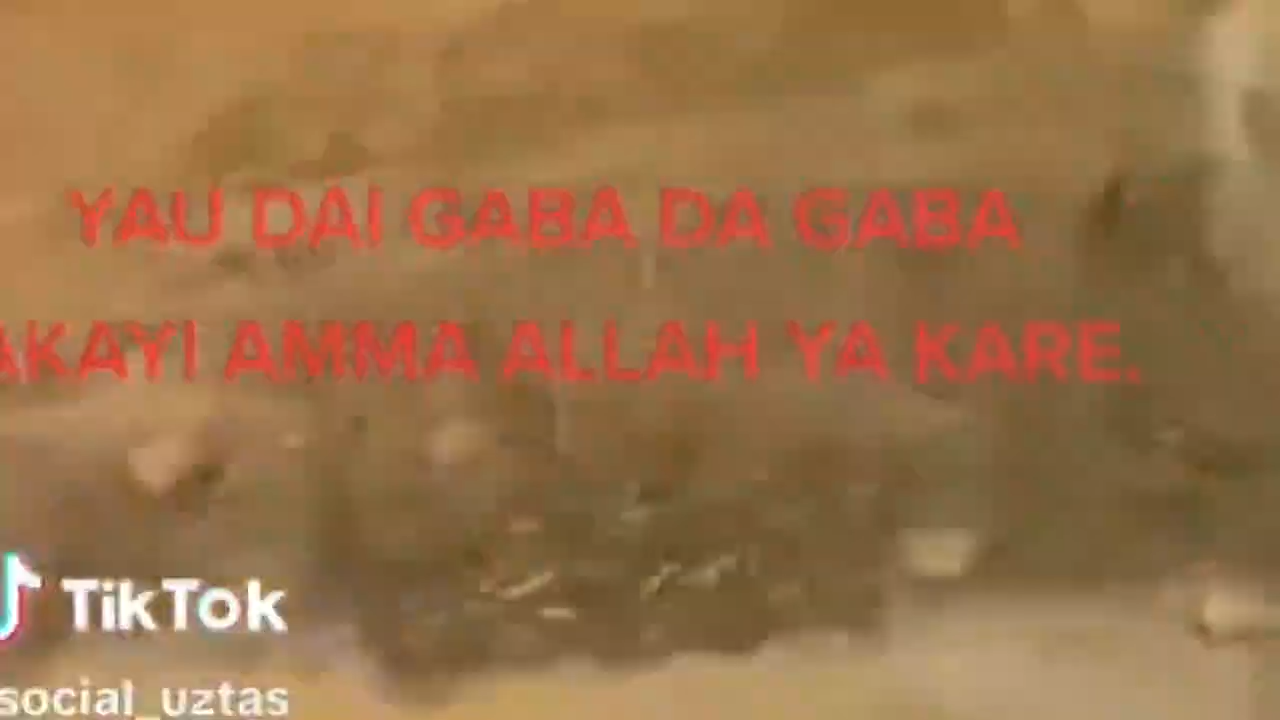 YAU DAI GABA DA GABA
AKAYI AMMA ALLAH YA KARE.
TikTok
social_uztas